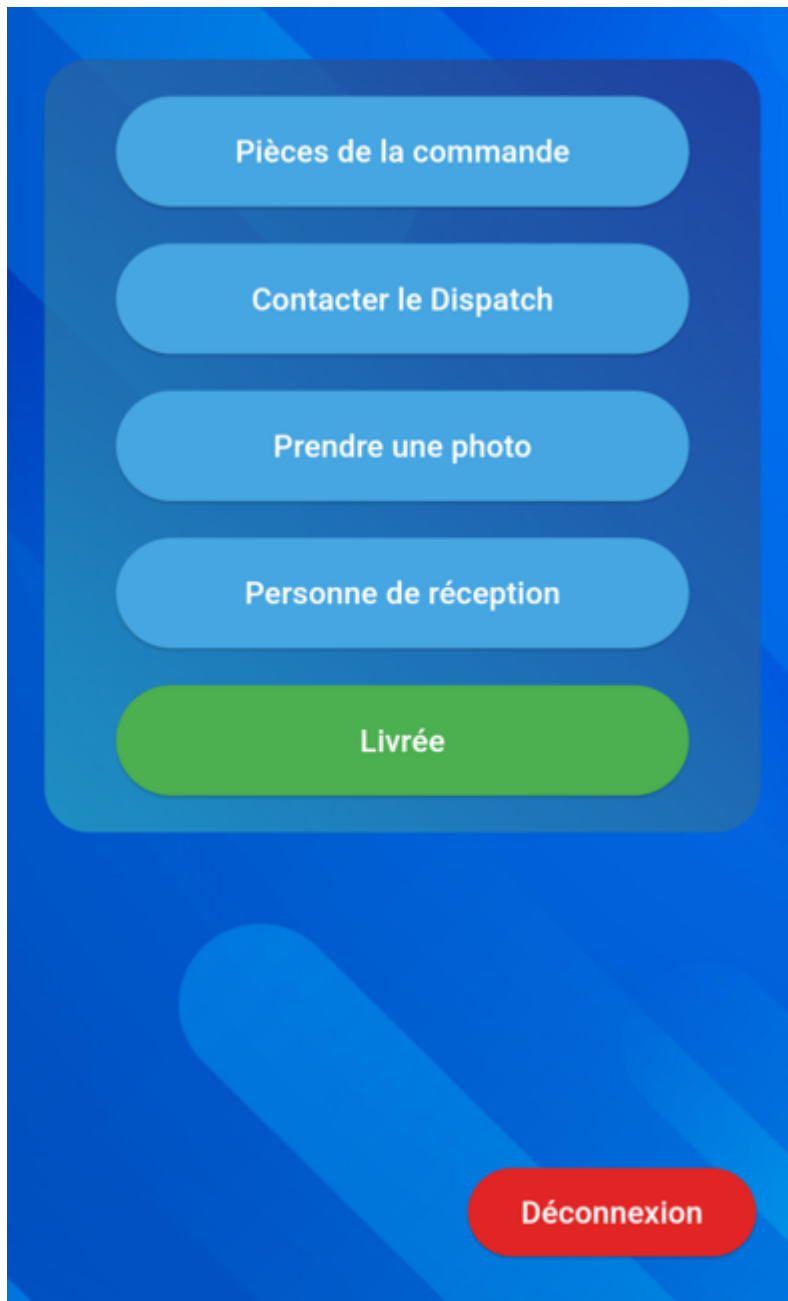 Pièces de la commande
Contacter le Dispatch
Prendre une photo
Personne de réception
Livrée
Déconnexion